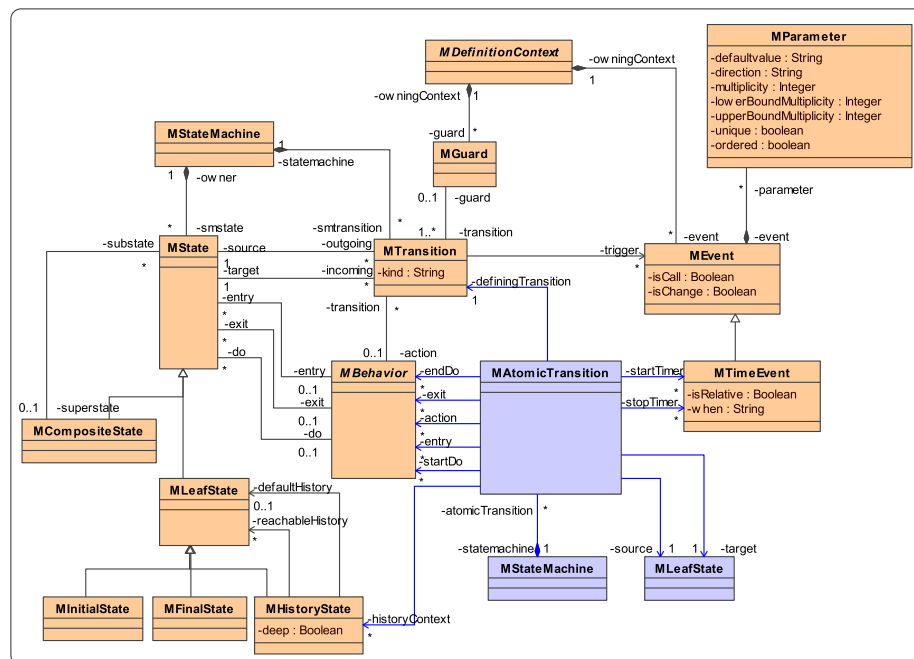 MParameter
-defaultvalue : String
-direction : String
-multiplicity : Integer
-lowerBoundMultiplicity : Integer
-upperBoundMultiplicity : Integer
-unique : boolean
-ordered : boolean
MDefinitionContext
-owningContext
1
-owningContext
1
MStateMachine
1
-statemachine
1
-owner
-guard
*
MGuard
0..1
-guard
*
-parameter
*
-smstate
*
-smtransition
1..*
-transition
*
-event
-event
-substate
*
MState
-source
1
-outgoing
*
MTransition
-kind : String
-trigger
*
MEvent
-isCall : Boolean
-isChange : Boolean
-target
1
-incoming
*
-definingTransition
1
-entry
*
-exit
*
-do
*
-transition
*
0..1
-action
-entry
0..1
-exit
0..1
-do
0..1
MBehavior
-endDo
*
-exit
*
-action
*
-entry
*
-startDo
*
MAtomicTransition
-startTimer
*
-stopTimer
*
MTimeEvent
-isRelative : Boolean
-when : String
0..1
-superstate
MCompositeState
MLeafState
-defaultHistory
0..1
-reachableHistory
*
-atomicTransition
*
-statemachine
1
-source
1
1
-target
MStateMachine
MLeafState
MInitialState
MFinalState
MHistoryState
-deep : Boolean
-historyContext
*